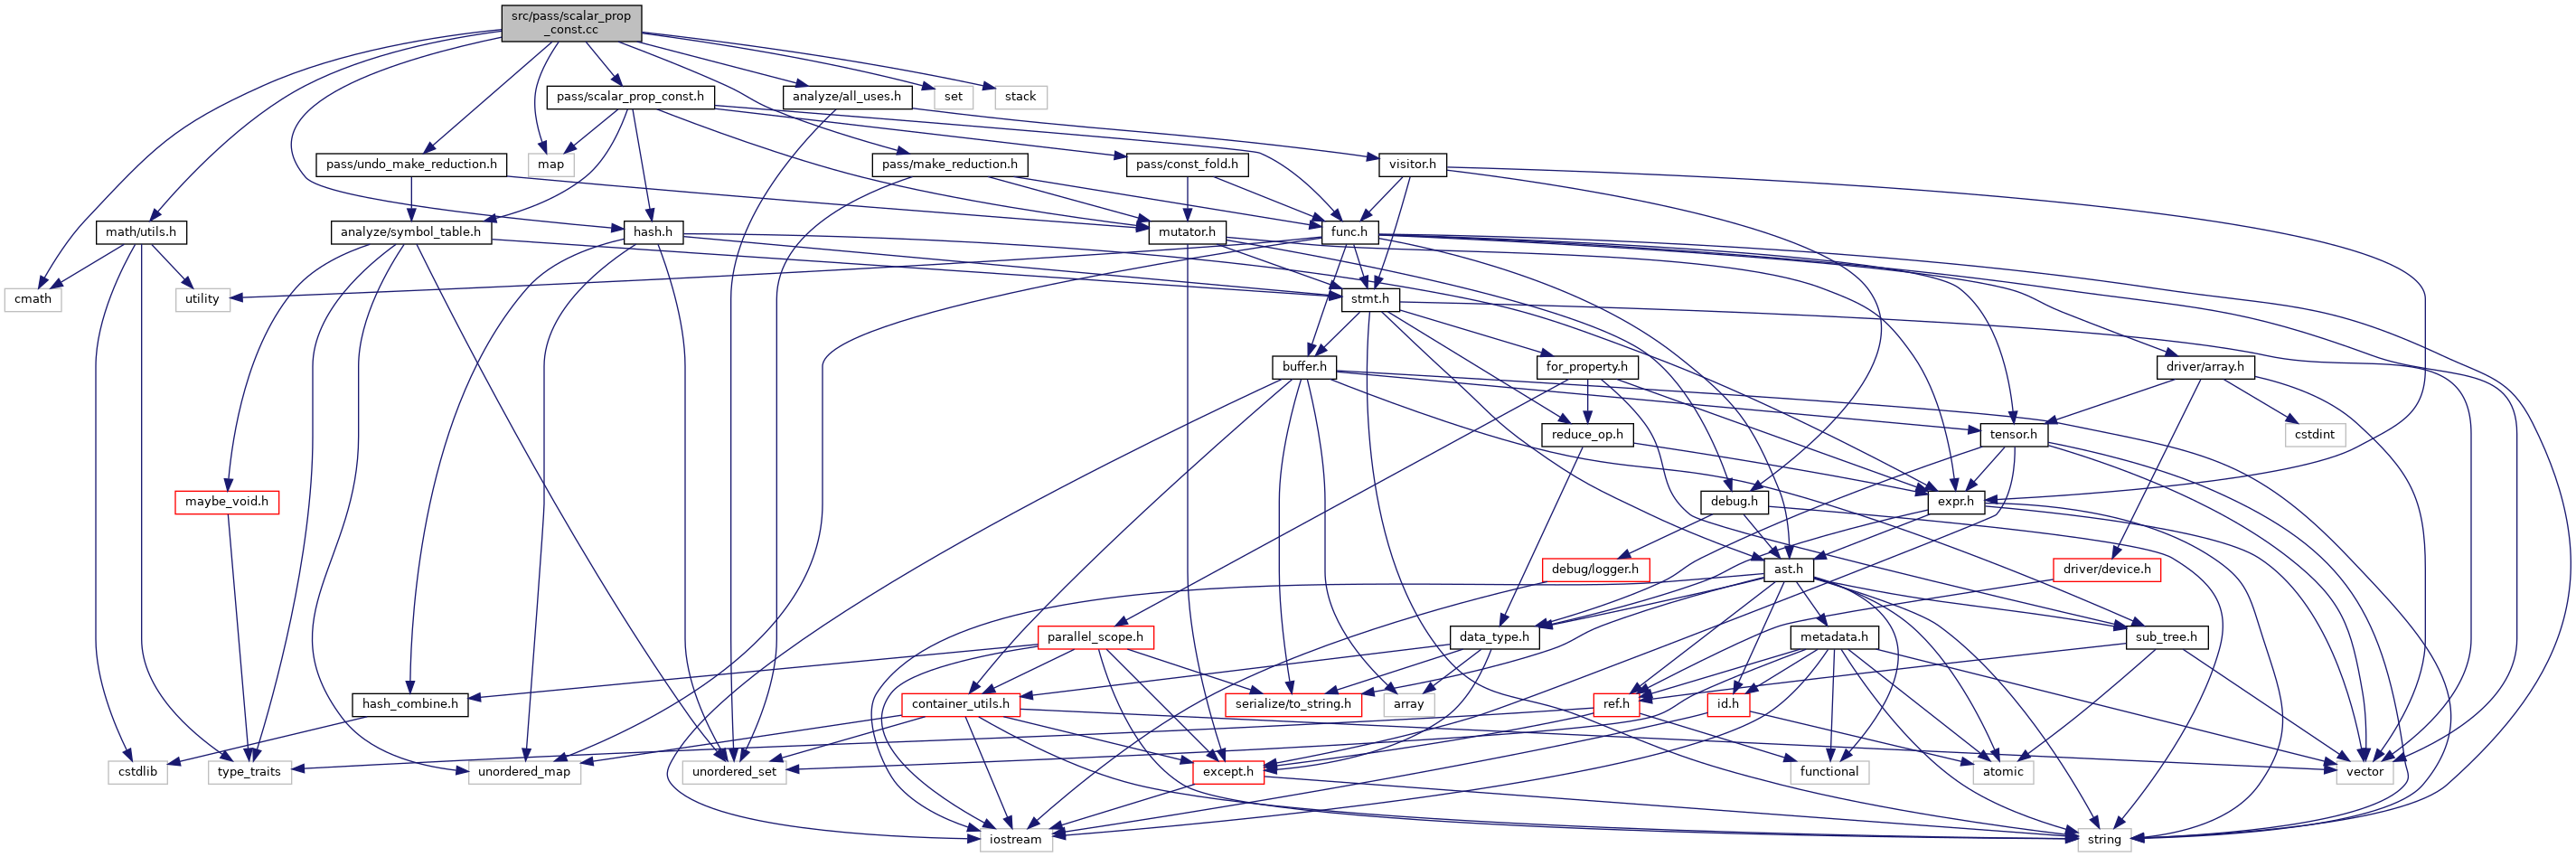 src/pass/scalar_prop
_const.cc
pass/scalar_prop_const.h
analyze/all_uses.h
set
stack
pass/undo_make_reduction.h
map
pass/make_reduction.h
pass/const_fold.h
visitor.h
math/utils.h
analyze/symbol_table.h
hash.h
mutator.h
func.h
cmath
utility
stmt.h
buffer.h
for_property.h
driver/array.h
reduce_op.h
tensor.h
cstdint
maybe_void.h
debug.h
expr.h
debug/logger.h
ast.h
driver/device.h
parallel_scope.h
data_type.h
metadata.h
sub_tree.h
hash_combine.h
container_utils.h
serialize/to_string.h
array
ref.h
id.h
cstdlib
type_traits
unordered_map
unordered_set
except.h
functional
atomic
vector
iostream
string